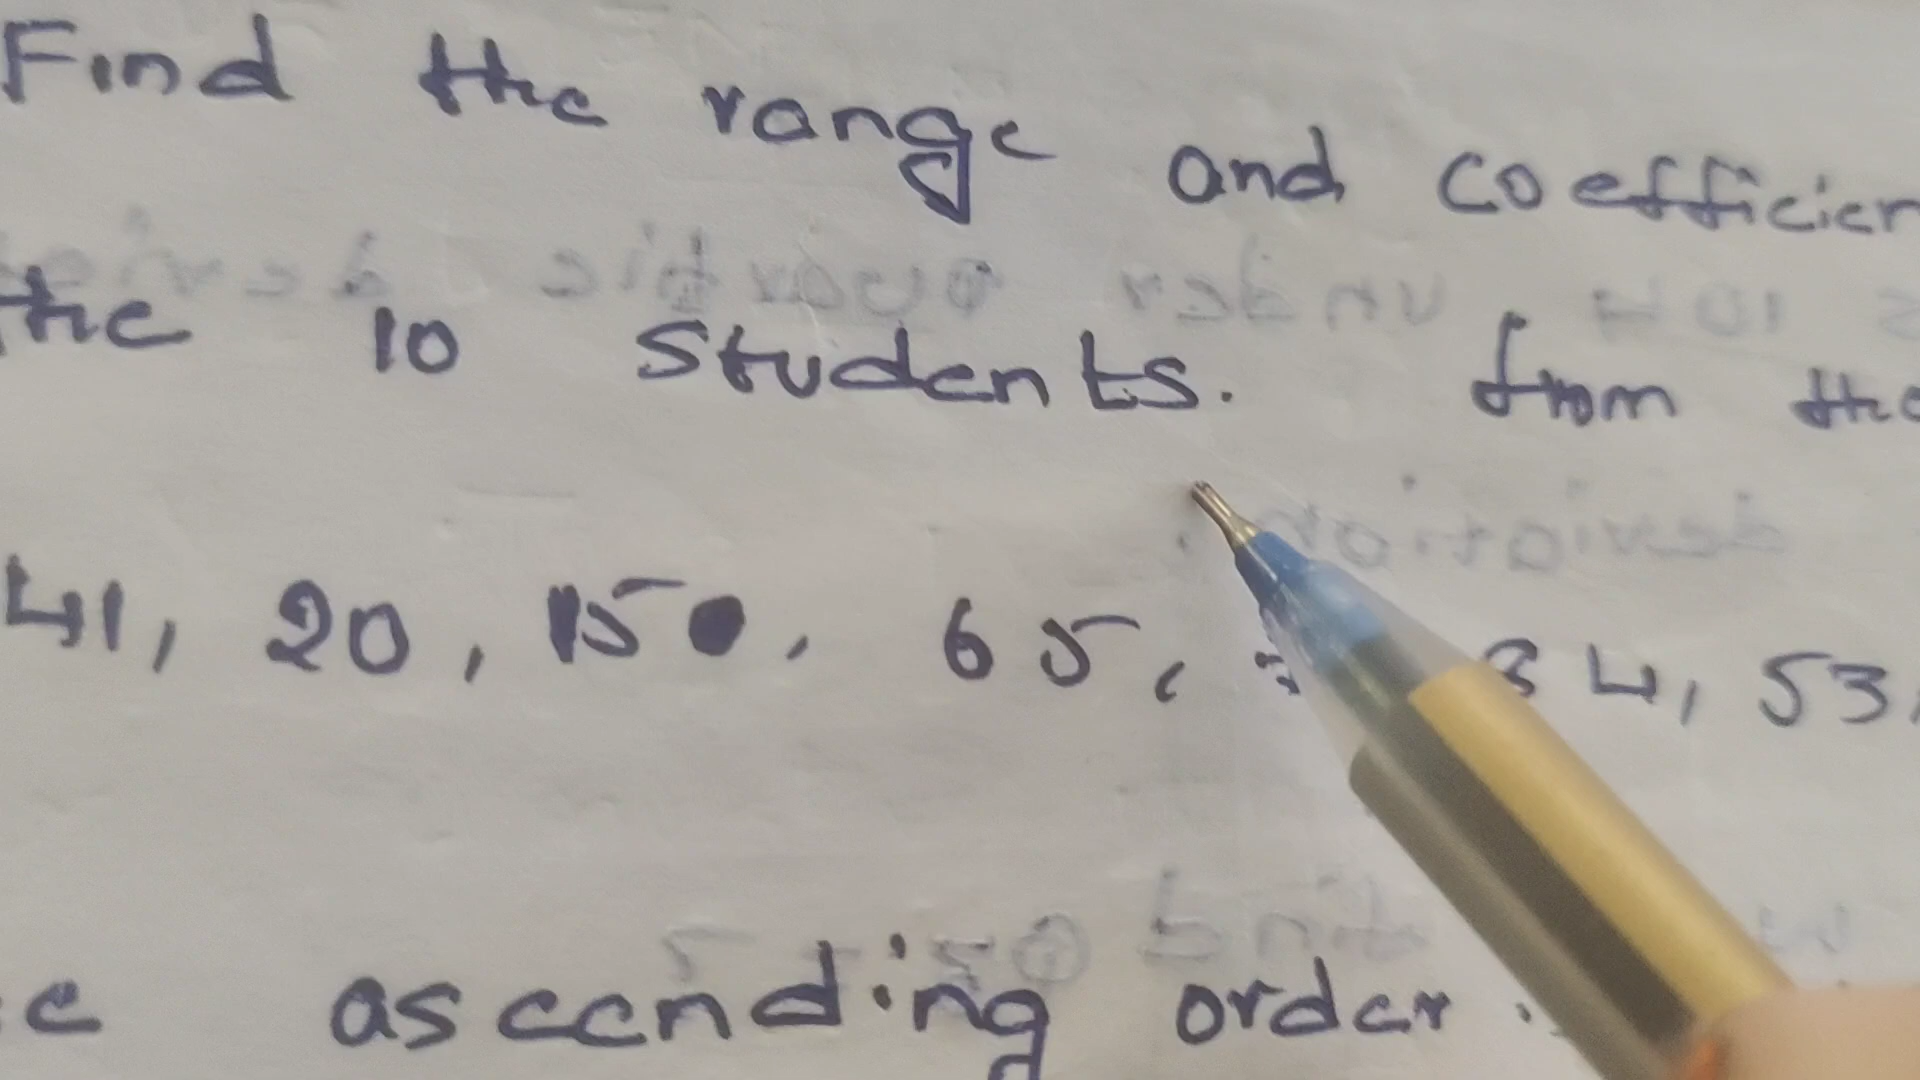 Find the range and coefficien
the 10 students. from the
41, 20, 150, 65, 34, 53,
ascending order